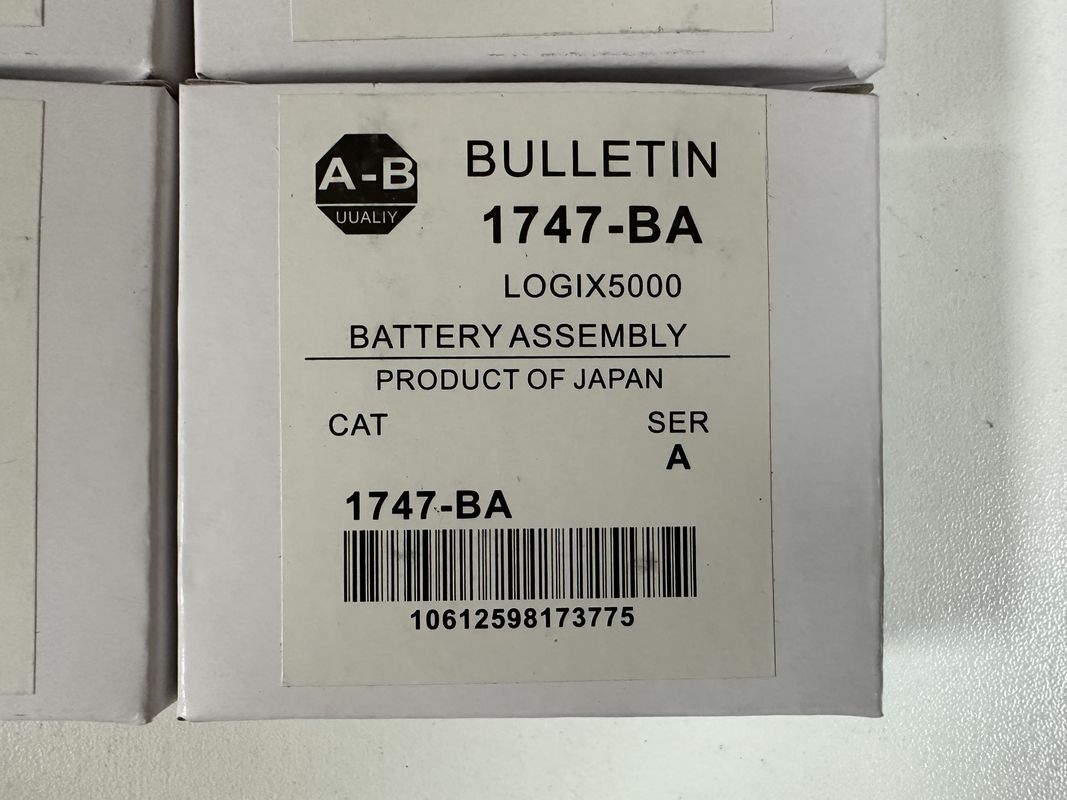 A-B
UUALIY
BULLETIN
1747-BA
LOGIX5000
BATTERY ASSEMBLY
PRODUCT OF JAPAN
CAT SER
A
1747-BA
10612598173775